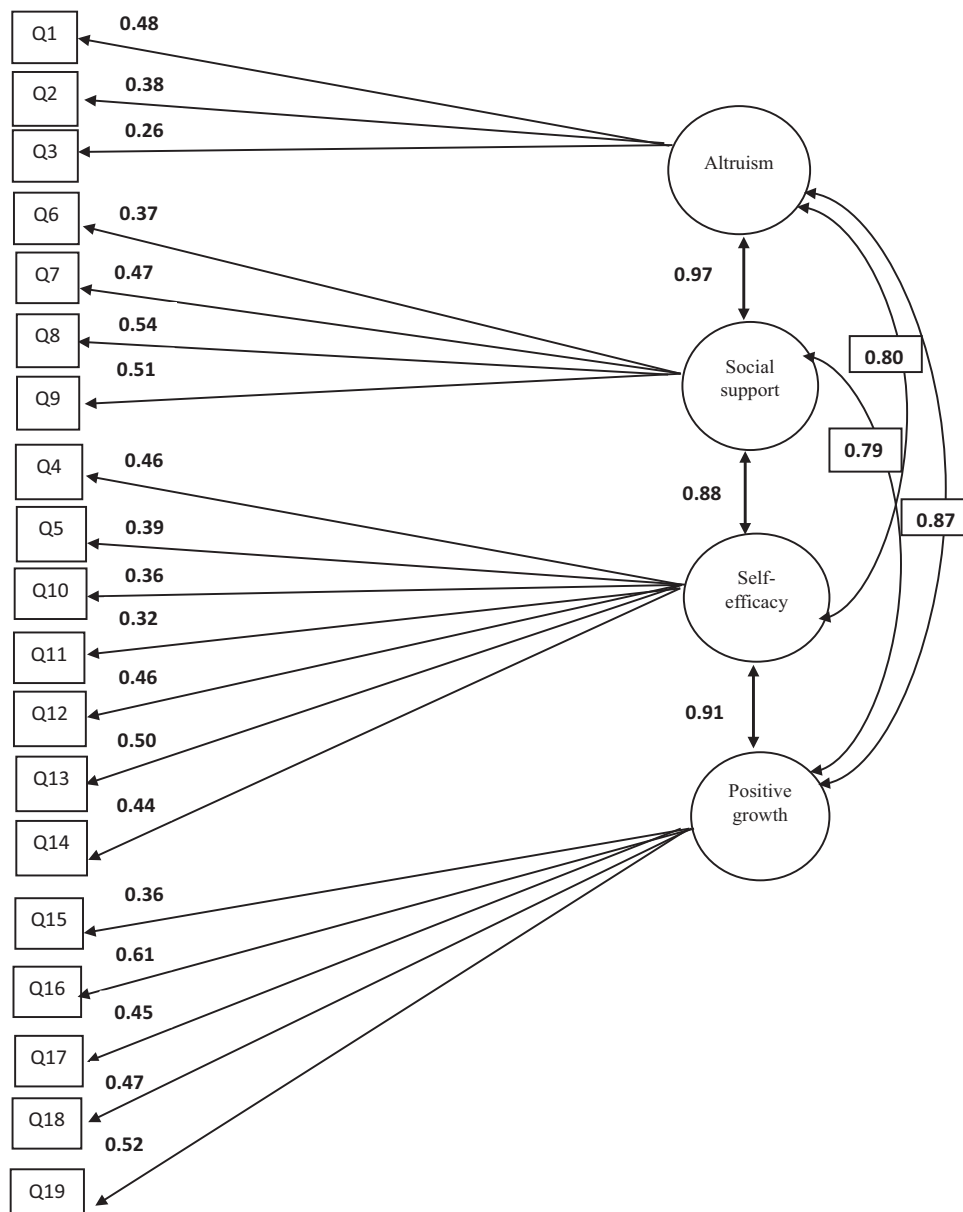 Q1
0.48
Q2
0.38
Q3
0.26
Q6
0.37
Q7
0.47
Q8
0.54
Q9
0.51
Q4
0.46
Q5
0.39
Q10
0.36
Q11
0.32
Q12
0.46
Q13
0.50
Q14
0.44
Q15
0.36
Q16
0.61
Q17
0.45
Q18
0.47
Q19
0.52
Altruism
0.97
Social
support
0.88
Self-
efficacy
0.91
Positive
growth
0.80
0.79
0.87